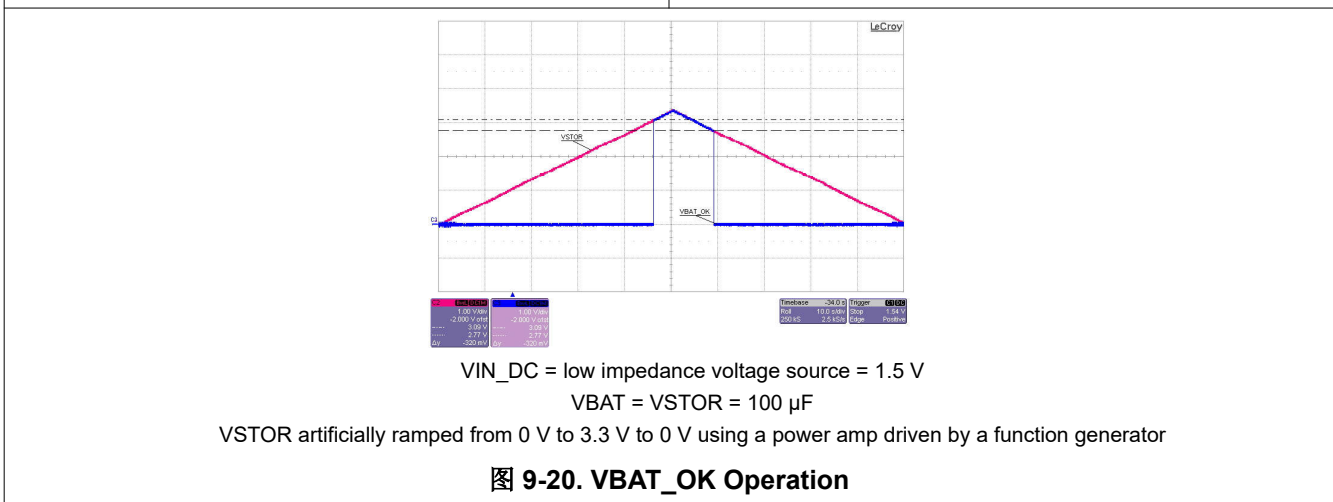 LeCroy
VSTOR
VBAT_OK
C2
1.00 V/div
-2.000 V ofst
3.09 V
2.77 V
Δy -320 mV
1.00 V/div
-2.000 V ofst
3.09 V
2.77 V
Δy -320 mV
Timebase -34.0 s
Roll 10.0 s/div
250 kS 2.5 kS/s
Trigger C1 DC
Stop 1.54 V
Edge Positive
VIN_DC = low impedance voltage source = 1.5 V
VBAT = VSTOR = 100 µF
VSTOR artificially ramped from 0 V to 3.3 V to 0 V using a power amp driven by a function generator
图 9-20. VBAT_OK Operation